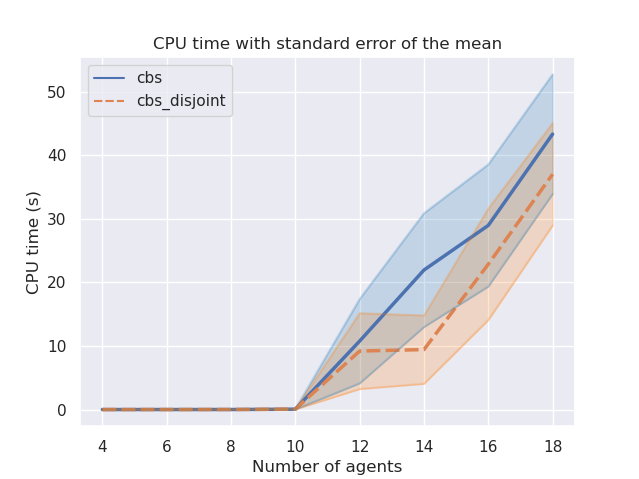 CPU time with standard error of the mean
cbs
cbs_disjoint
CPU time (s)
50
40
30
20
10
0
4 6 8 10 12 14 16 18
Number of agents